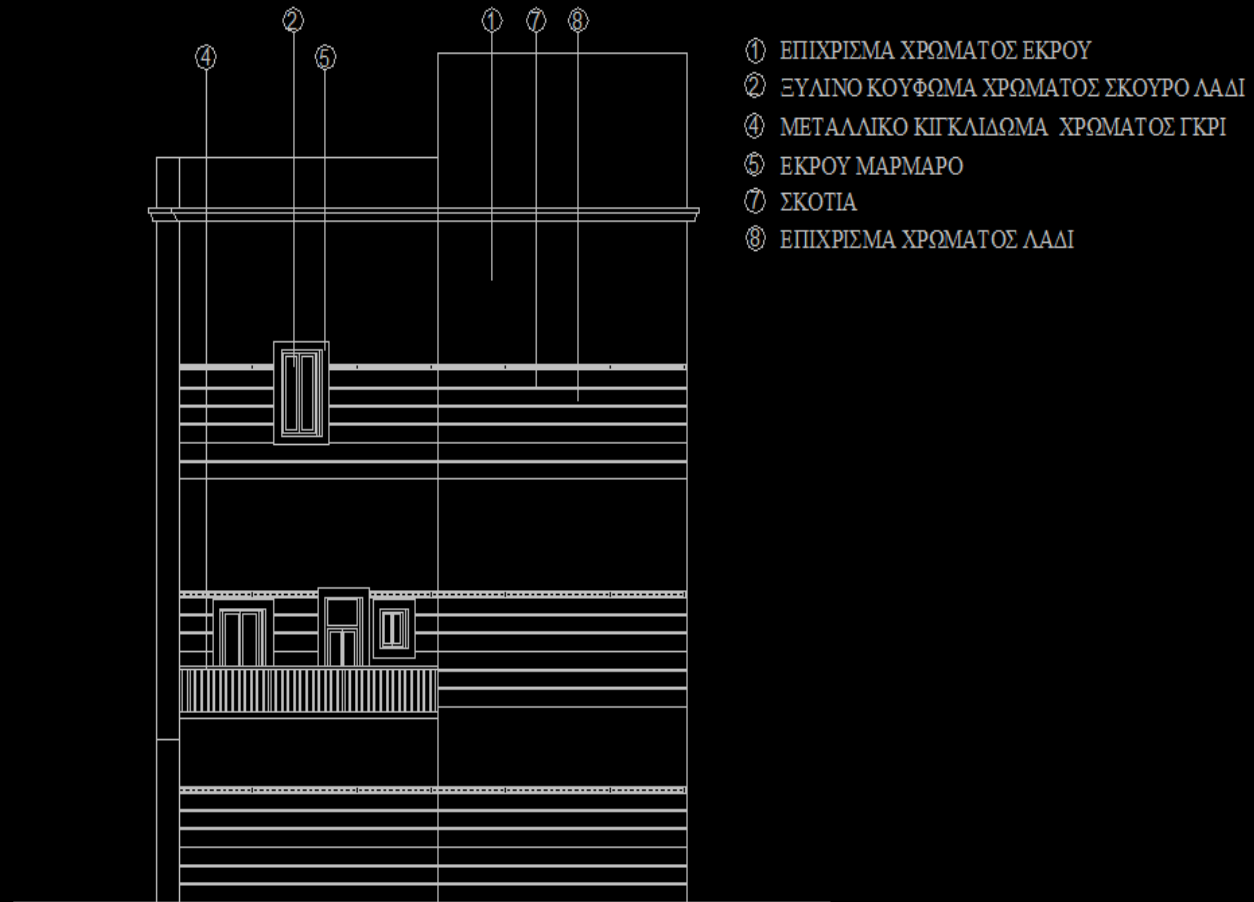 ② ① ⑦ ⑧
④ ⑤
① ΕΠΙΧΡΙΣΜΑ ΧΡΩΜΑΤΟΣ ΕΚΡΟΥ
② ΞΥΛΙΝΟ ΚΟΥΦΩΜΑ ΧΡΩΜΑΤΟΣ ΣΚΟΥΡΟ ΛΑΔΙ
④ ΜΕΤΑΛΛΙΚΟ ΚΙΓΚΛΙΔΩΜΑ ΧΡΩΜΑΤΟΣ ΓΚΡΙ
⑤ ΕΚΡΟΥ ΜΑΡΜΑΡΟ
⑦ ΣΚΟΤΙΑ
⑧ ΕΠΙΧΡΙΣΜΑ ΧΡΩΜΑΤΟΣ ΛΑΔΙ